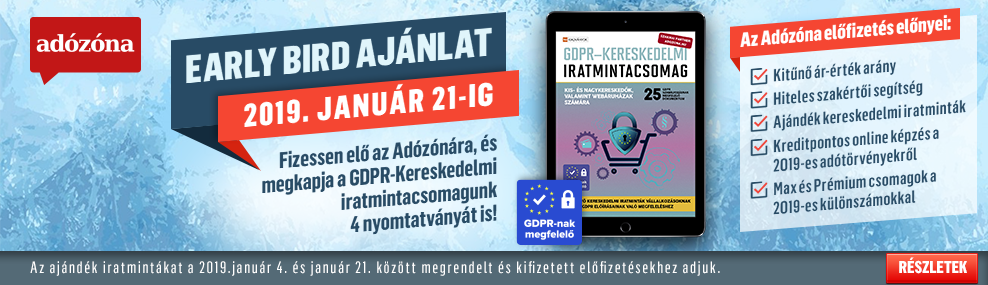 adózóna
EARLY BIRD AJÁNLAT
2019. JANUÁR 21-IG
Fizessen elő az Adózónára, és
megkapja a GDPR-Kereskedelmi
iratmintacsomagunk
4 nyomtatványát is!
GDPR–KERESKEDELMI
IRATMINTACSOMAG
KIS- ÉS NAGYKERESKEDŐK,
VALAMINT WEBÁRUHÁZAK
SZÁMÁRA
25
GDPR-nak
megfelelő
Az Adózóna előfizetés előnyei:
Kitűnő ár-érték arány
Hiteles szakértői segítség
Ajándék kereskedelmi iratminták
Kreditpontos online képzés a
2019-es adótörvényekről
Max és Prémium csomagok a
2019-es különszámokkal
Az ajándék iratmintákat a 2019.január 4. és január 21. között megrendelt és kifizetett előfizetésekhez adjuk.
RÉSZLETEK